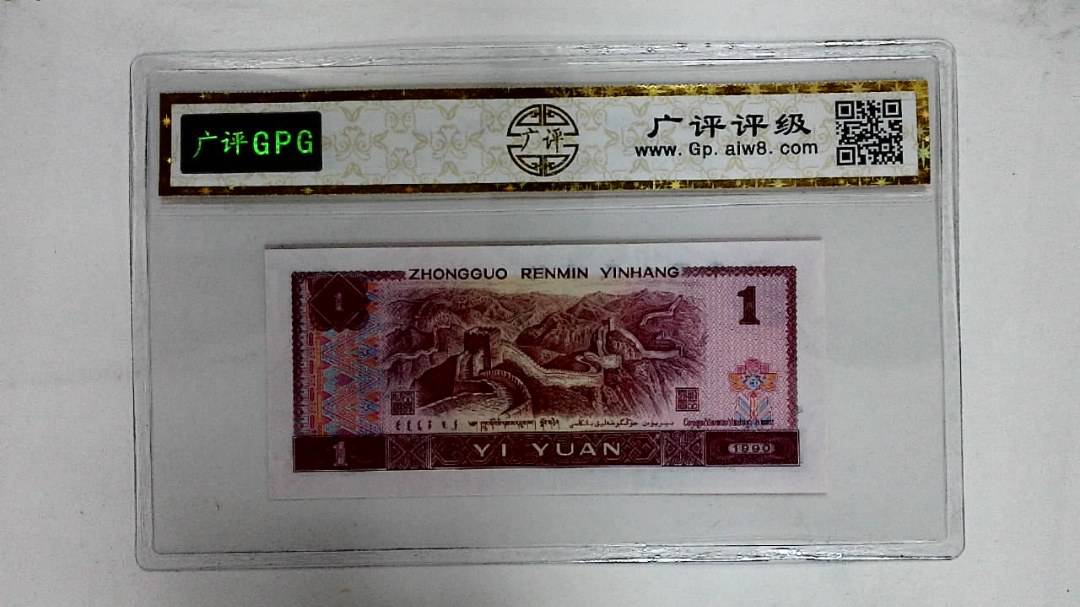 广评GPG
广评
广评评级
www.Gp.aiw8.com
ZHONGGUO RENMIN YINHANG
1
1
1
YI YUAN
1990